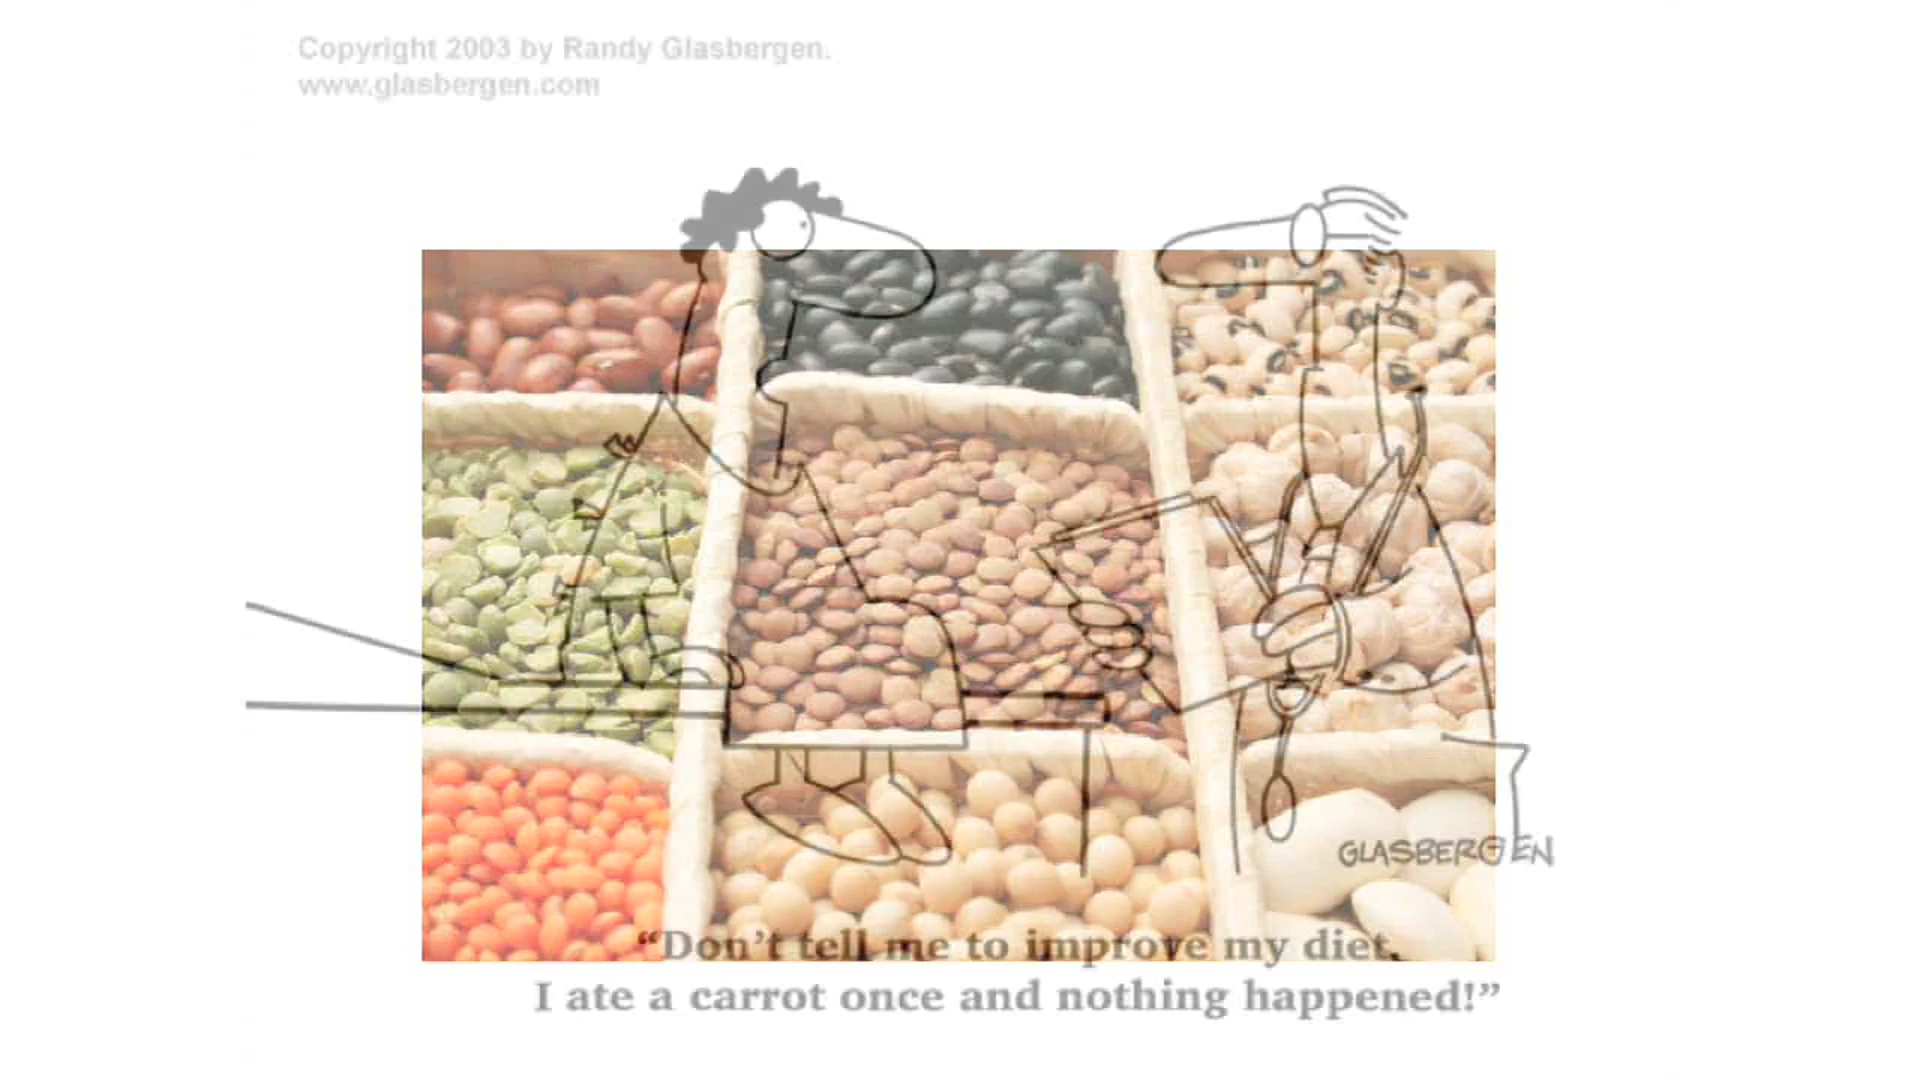 Copyright 2003 by Randy Glasbergen.
www.glasbergen.com
GLASBERGEN
“Don’t tell me to improve my diet.
I ate a carrot once and nothing happened!”